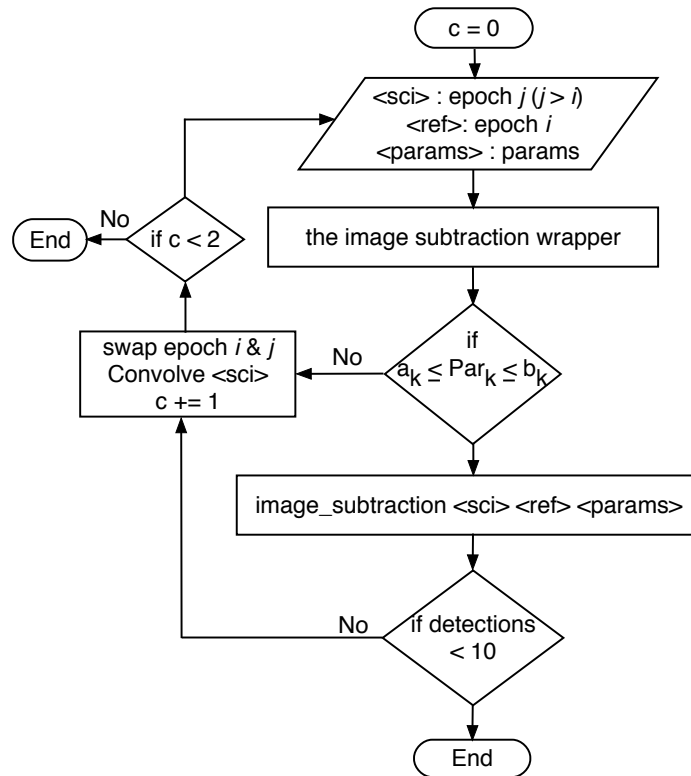 c = 0
<sci> : epoch j (j > i)
<ref>: epoch i
<params> : params
the image subtraction wrapper
No
End
if c < 2
if
a_k ≤ Par_k ≤ b_k
No
swap epoch i & j
Convolve <sci>
c += 1
image_subtraction <sci> <ref> <params>
No
if detections
< 10
End